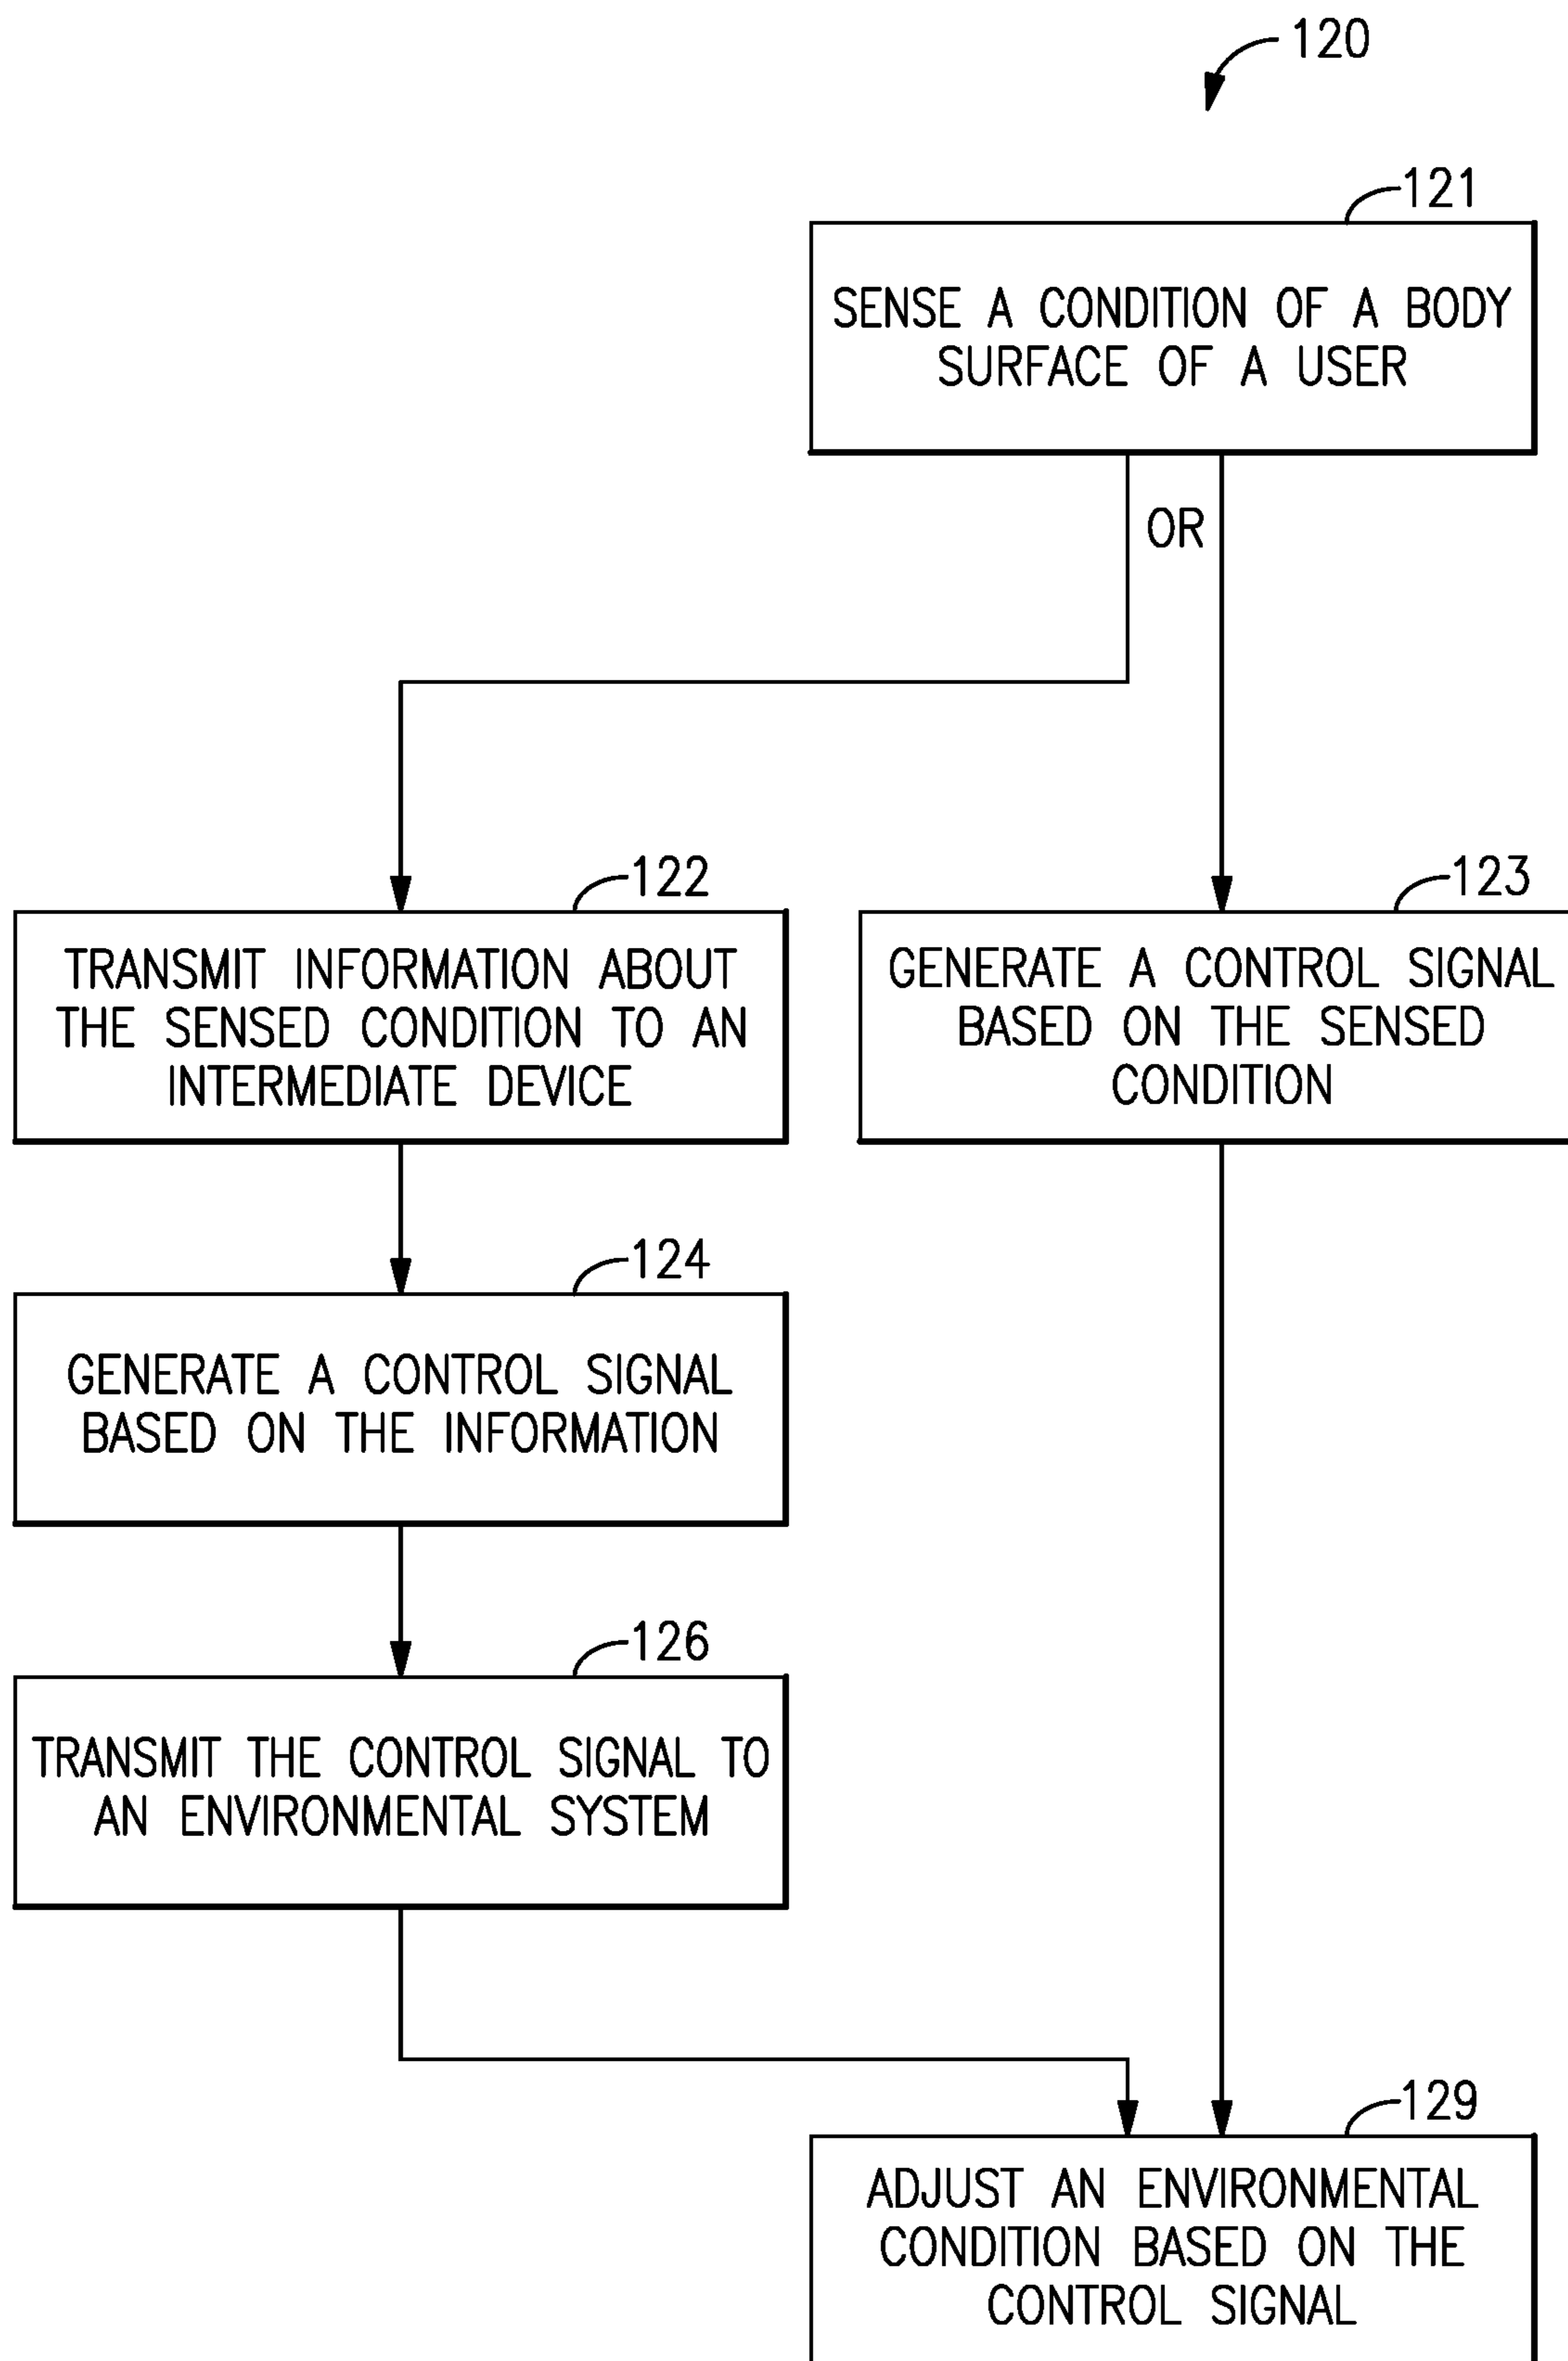 120
121
SENSE A CONDITION OF A BODY
SURFACE OF A USER
OR
122
TRANSMIT INFORMATION ABOUT
THE SENSED CONDITION TO AN
INTERMEDIATE DEVICE
123
GENERATE A CONTROL SIGNAL
BASED ON THE SENSED
CONDITION
124
GENERATE A CONTROL SIGNAL
BASED ON THE INFORMATION
126
TRANSMIT THE CONTROL SIGNAL TO
AN ENVIRONMENTAL SYSTEM
129
ADJUST AN ENVIRONMENTAL
CONDITION BASED ON THE
CONTROL SIGNAL